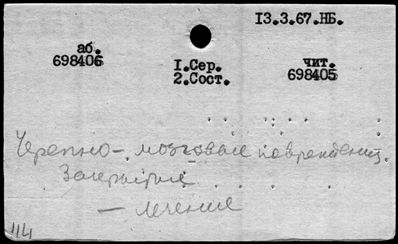 13.3.67.НБ.
аб. чит.
698406 698405
1.Сер.
2.Сост.
Черепно-мозговые повреждения
Закрытые
— лечение
114